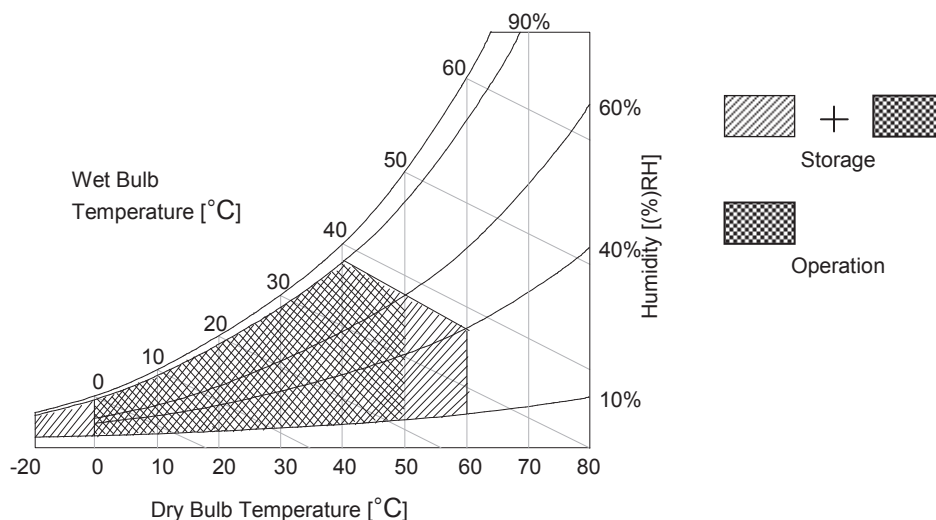 90%
60
60%
50
Wet Bulb
Temperature [°C]
Storage
40
40%
Humidity [(%)RH]
30
Operation
20
10
0
10%
-20 0 10 20 30 40 50 60 70 80
Dry Bulb Temperature [°C]